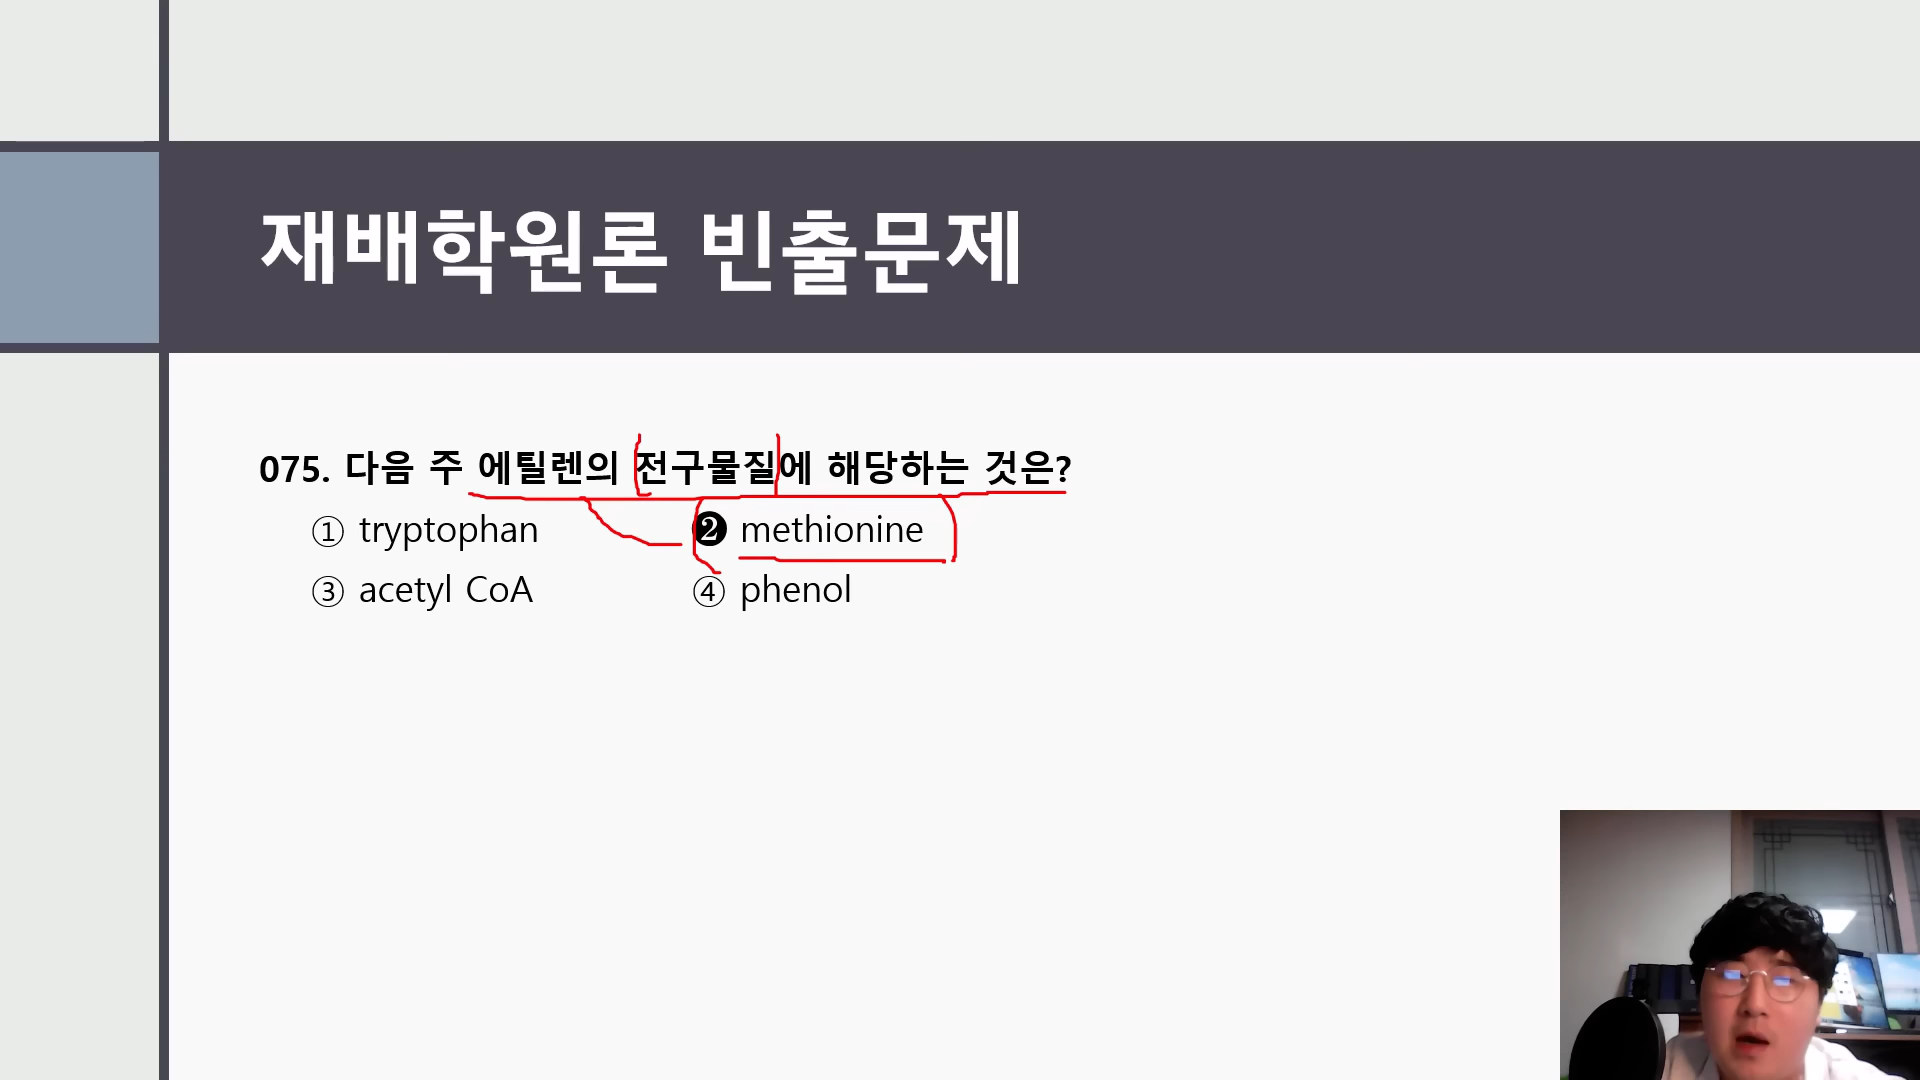 재배학원론 빈출문제
075. 다음 주 에틸렌의 전구물질에 해당하는 것은?
① tryptophan ❷ methionine
③ acetyl CoA ④ phenol